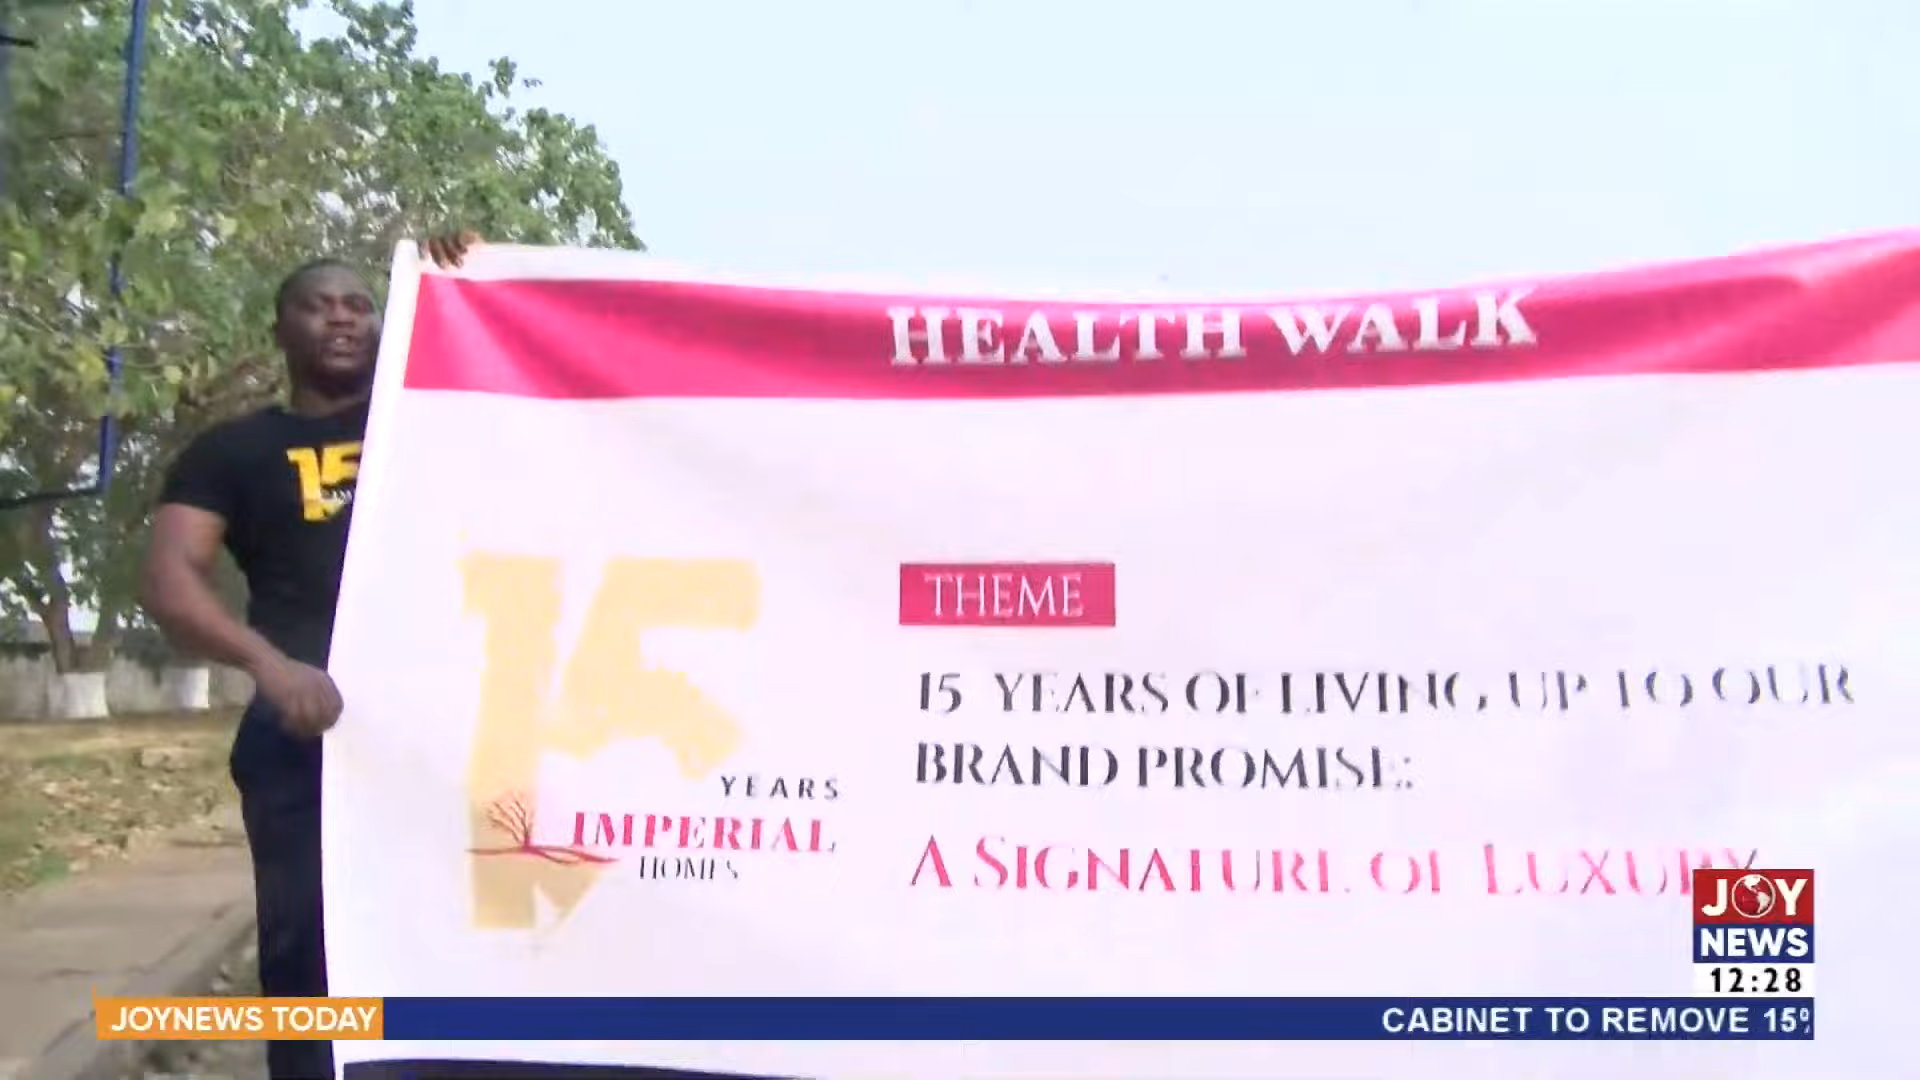 HEALTH WALK
15
THEME
15 YEARS OF LIVING UP TO OUR
BRAND PROMISE:
A SIGNATURE OF LUXURY
15
YEARS
IMPERIAL
HOMES
JOY
NEWS
12:28
JOYNEWS TODAY
CABINET TO REMOVE 15%